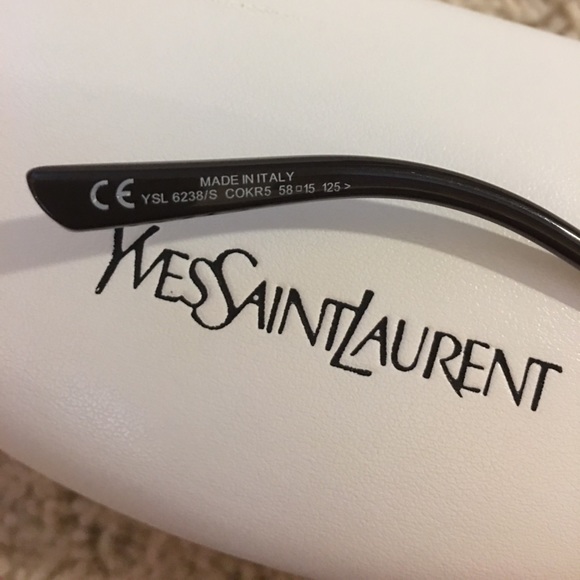 MADE IN ITALY
CE YSL 6238/S COKR5 58□15 125 >
YVESSAINTLAURENT